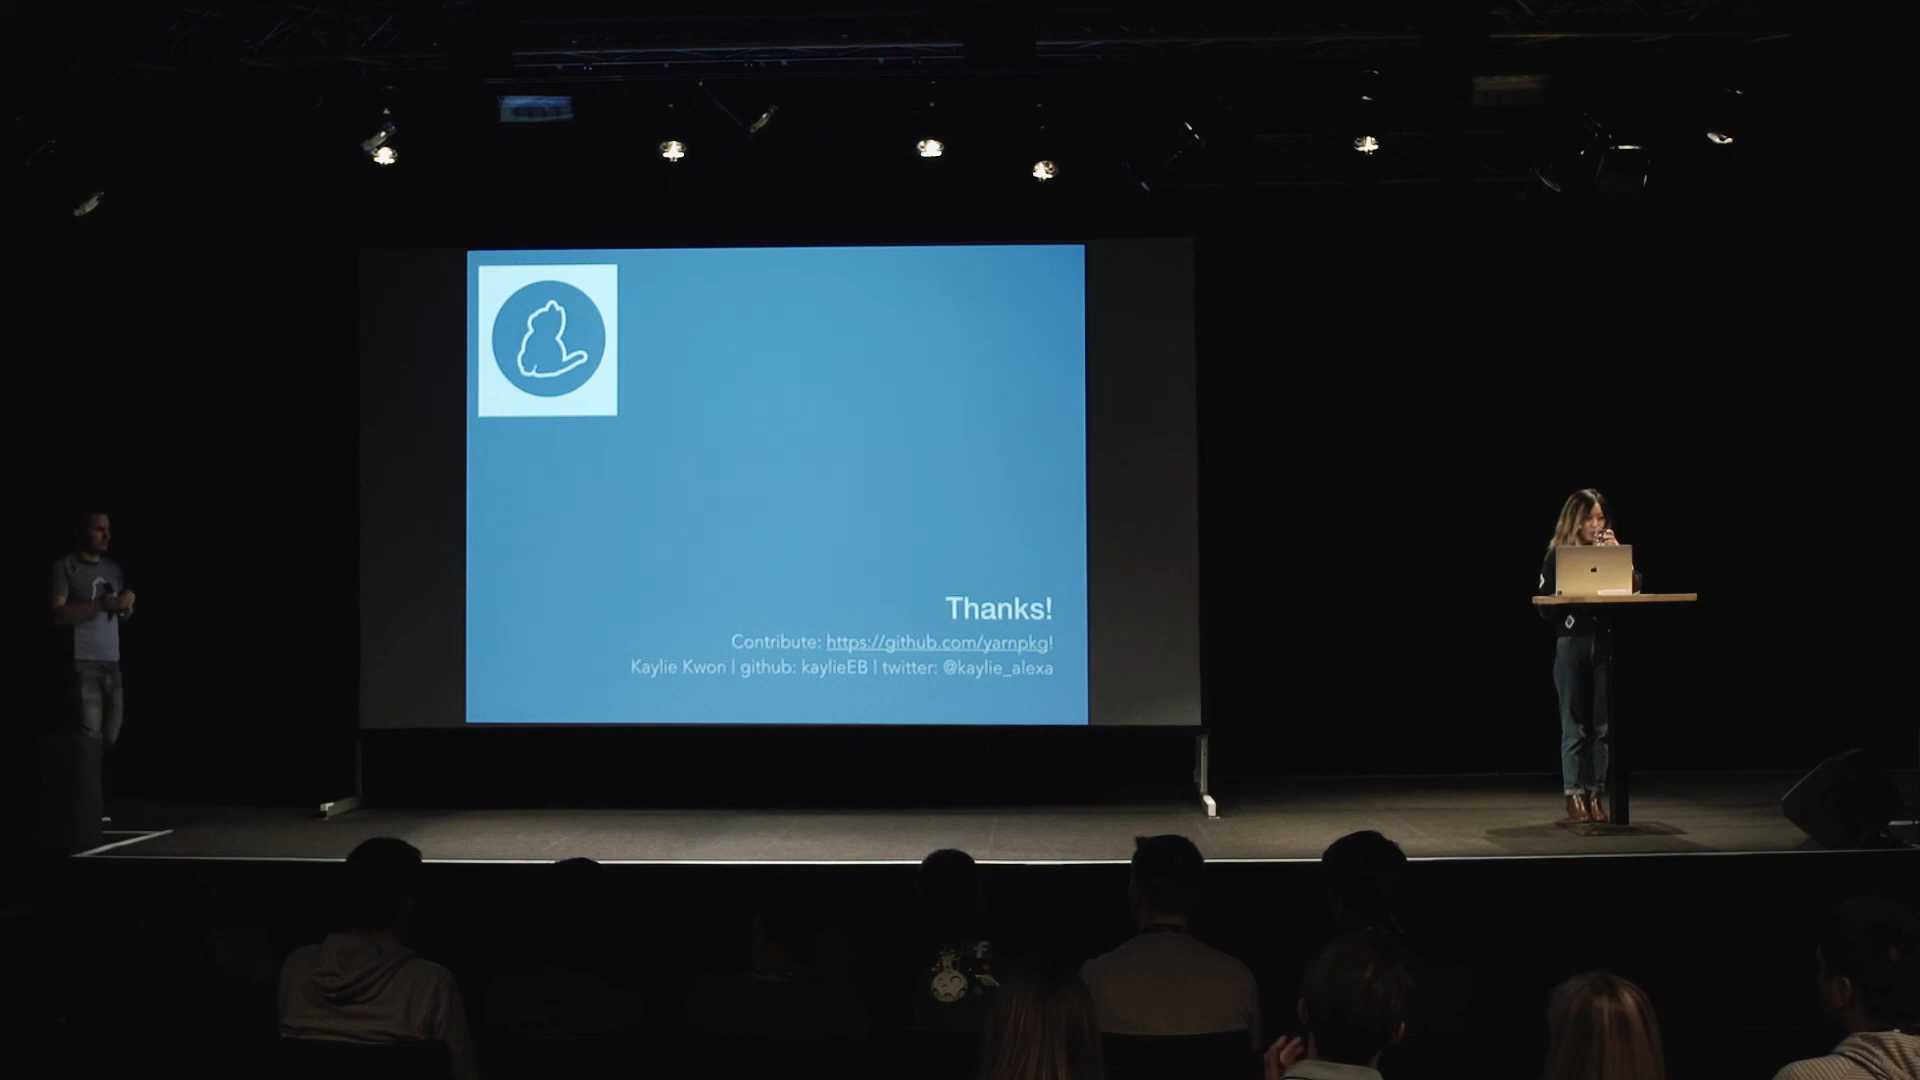 Thanks!
Contribute: https://github.com/yarnpkg!
Kaylie Kwon | github: kaylieEB | twitter: @kaylie_alexa